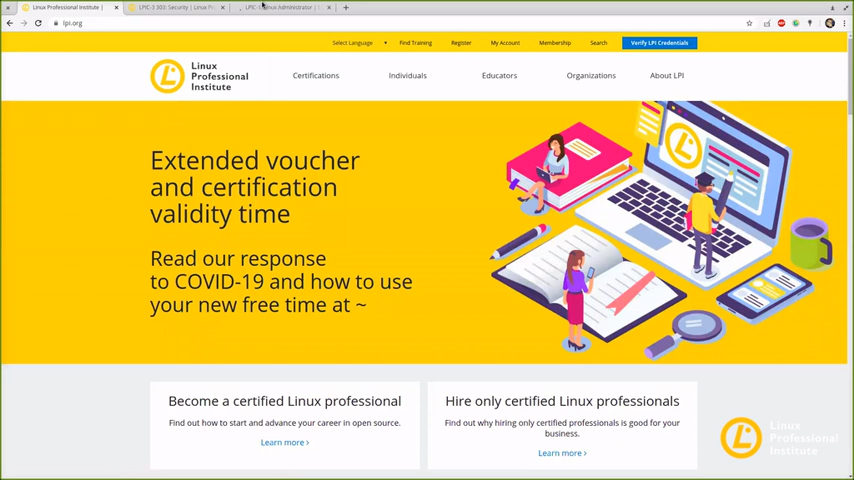 Linux Professional Institute |
LPIC-3 303: Security | Linux Pr
Linux Administrator |
lpi.org
Select Language
Find Training
Register
My Account
Membership
Search
Verify LPI Credentials
Linux
Professional
Institute
Certifications
Individuals
Educators
Organizations
About LPI
Extended voucher
and certification
validity time
Read our response
to COVID-19 and how to use
your new free time at ~
Become a certified Linux professional
Find out how to start and advance your career in open source.
Learn more ›
Hire only certified Linux professionals
Find out why hiring only certified professionals is good for your
business.
Learn more ›
Linux
Professional
Institute